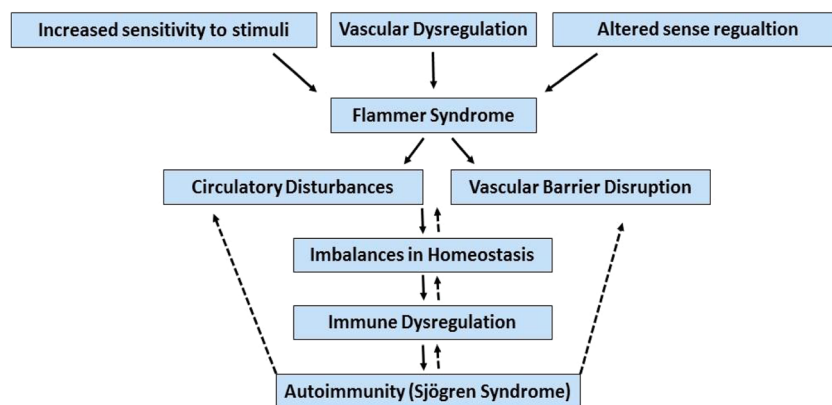 Increased sensitivity to stimuli
Vascular Dysregulation
Altered sense regualtion
Flammer Syndrome
Circulatory Disturbances
Vascular Barrier Disruption
Imbalances in Homeostasis
Immune Dysregulation
Autoimmunity (Sjögren Syndrome)